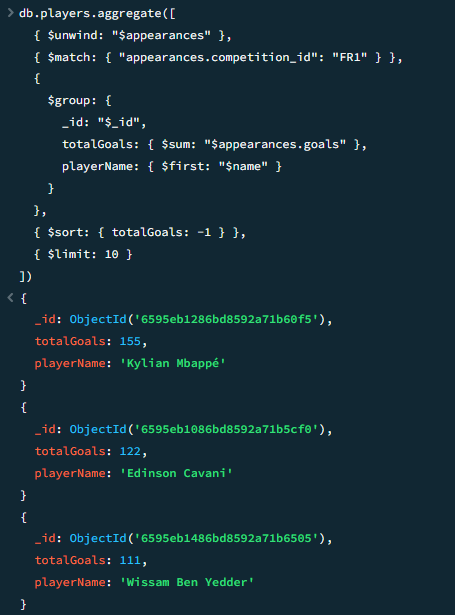 db.players.aggregate([
{ $unwind: "$appearances" },
{ $match: { "appearances.competition_id": "FR1" } },
{
$group: {
_id: "$_id",
totalGoals: { $sum: "$appearances.goals" },
playerName: { $first: "$name" }
}
},
{ $sort: { totalGoals: -1 } },
{ $limit: 10 }
])
{
_id: ObjectId('6595eb1286bd8592a71b60f5'),
totalGoals: 155,
playerName: 'Kylian Mbappé'
}
{
_id: ObjectId('6595eb1086bd8592a71b5cf0'),
totalGoals: 122,
playerName: 'Edinson Cavani'
}
{
_id: ObjectId('6595eb1486bd8592a71b6505'),
totalGoals: 111,
playerName: 'Wissam Ben Yedder'
}